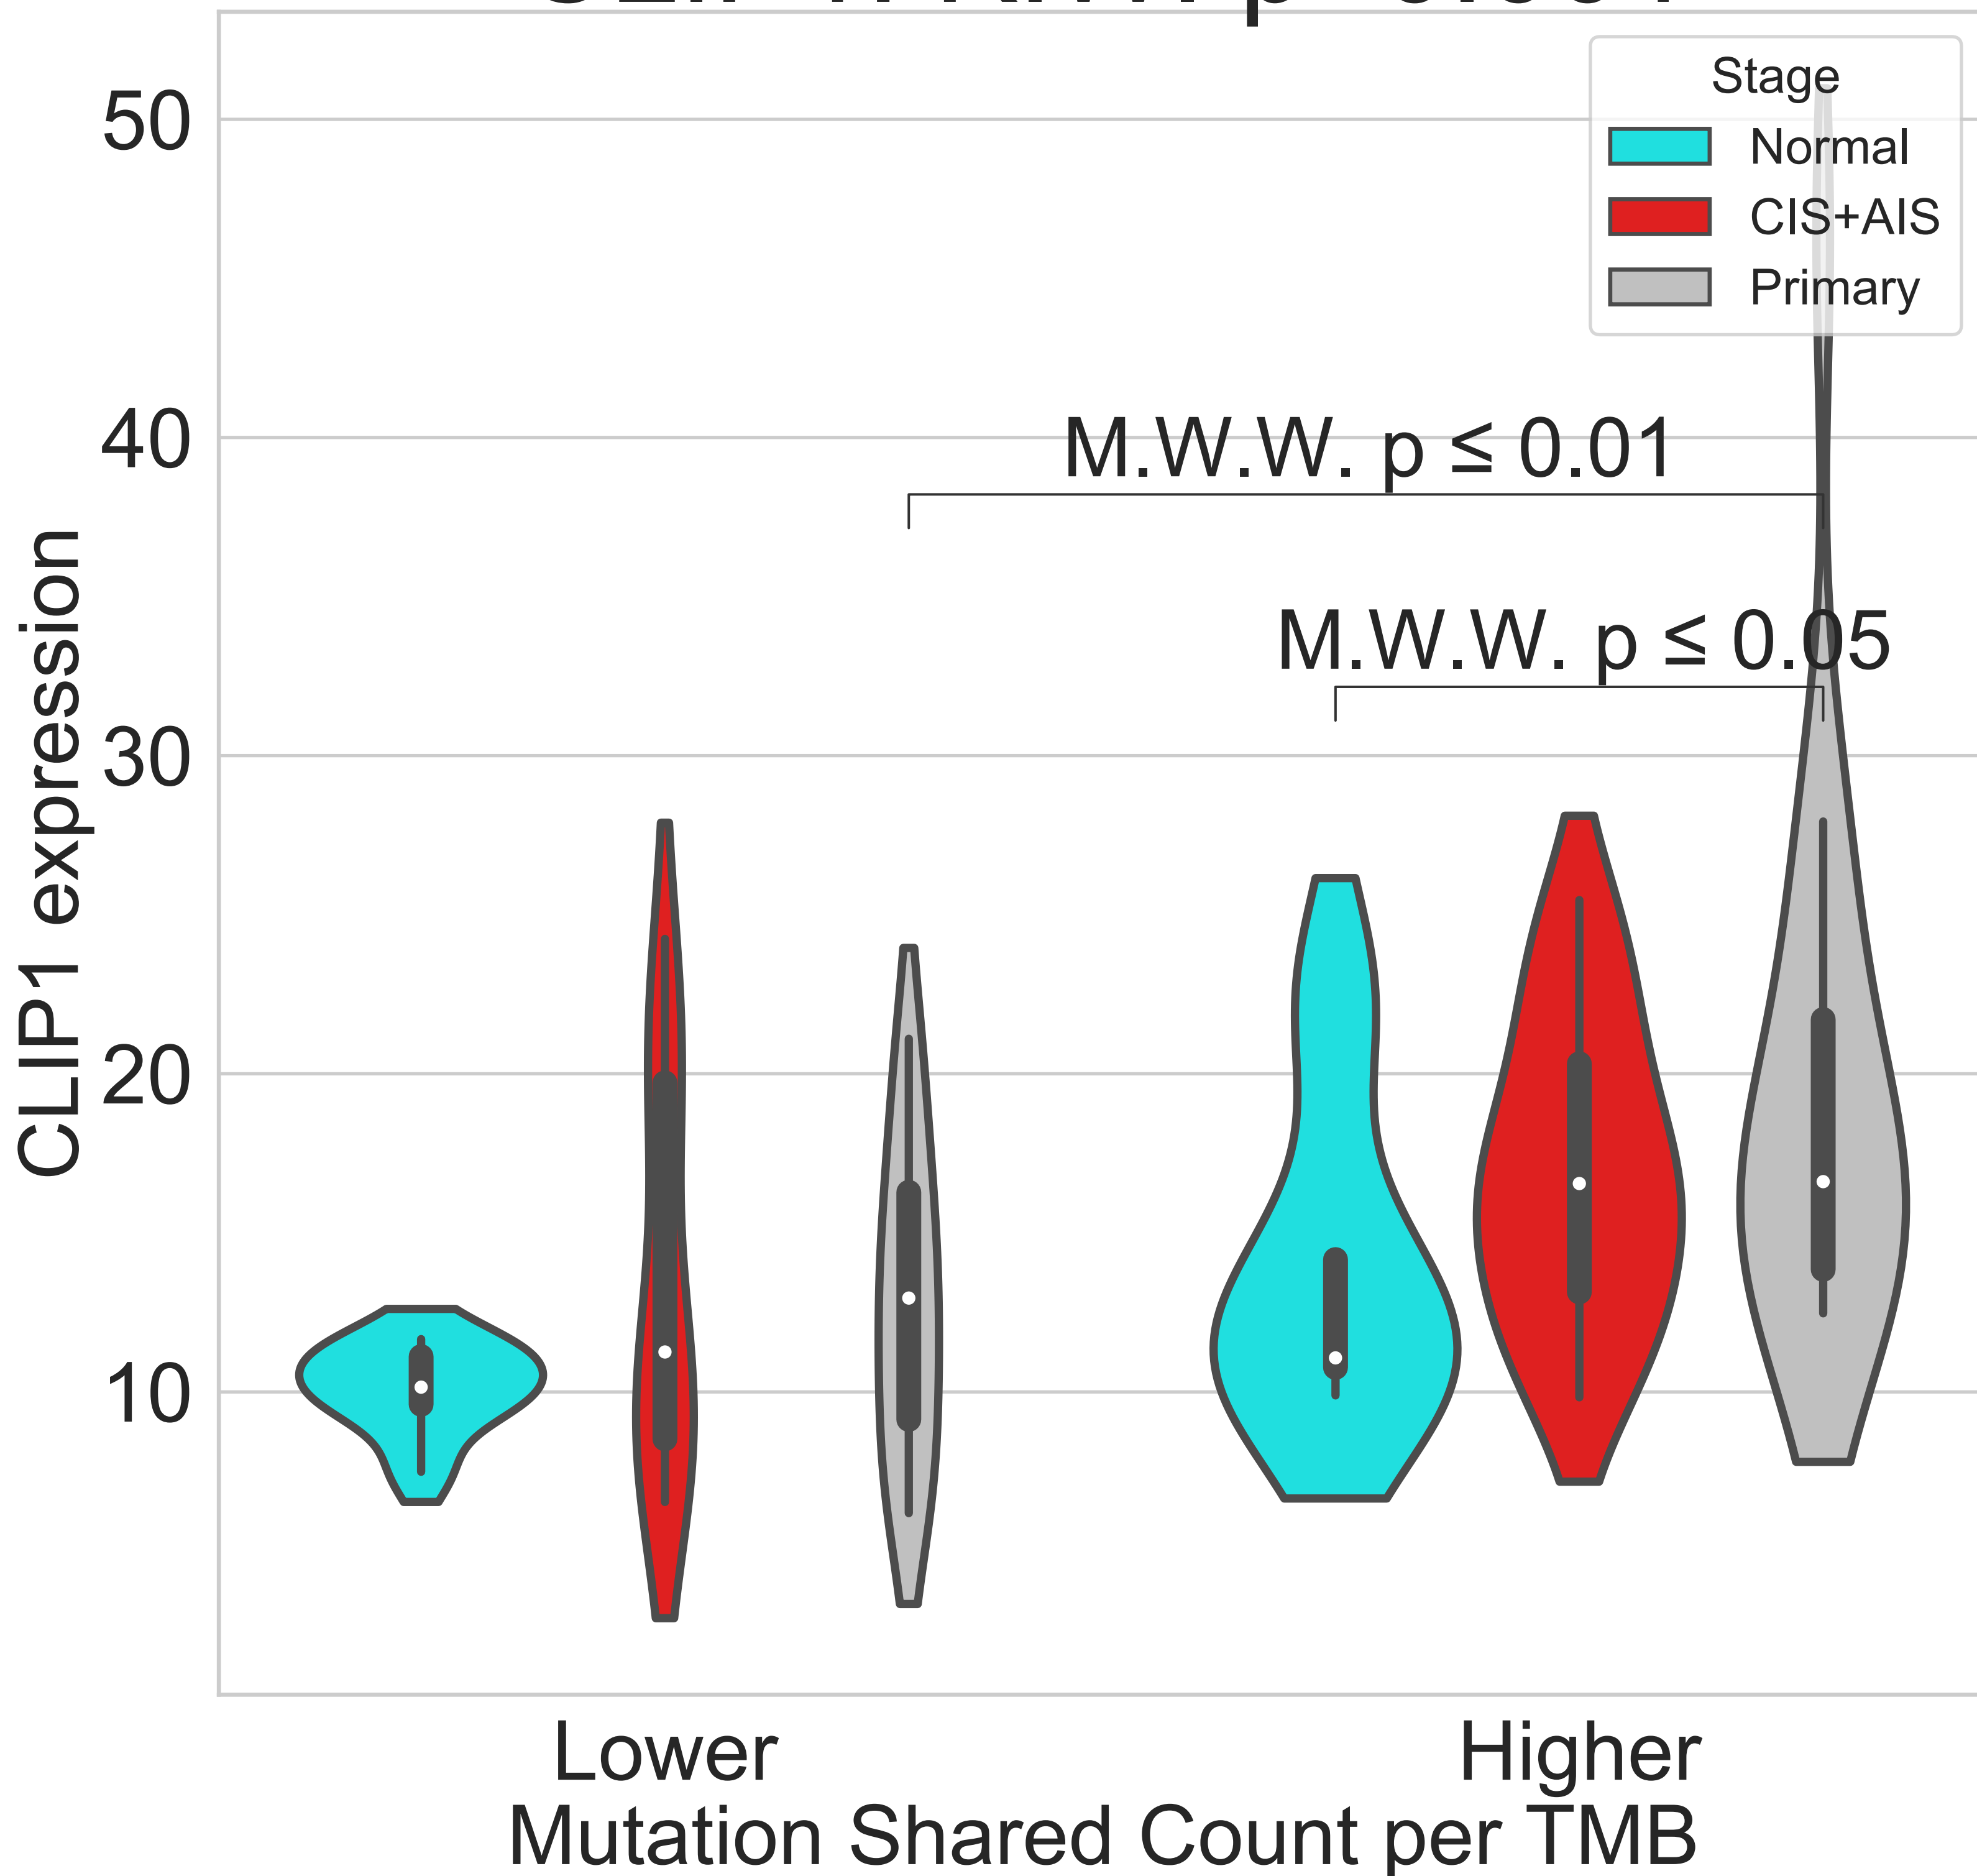 Stage
Normal
CIS+AIS
Primary
50
40
30
20
10
CLIP1 expression
M.W.W. p ≤ 0.01
M.W.W. p ≤ 0.05
Lower
Higher
Mutation Shared Count per TMB